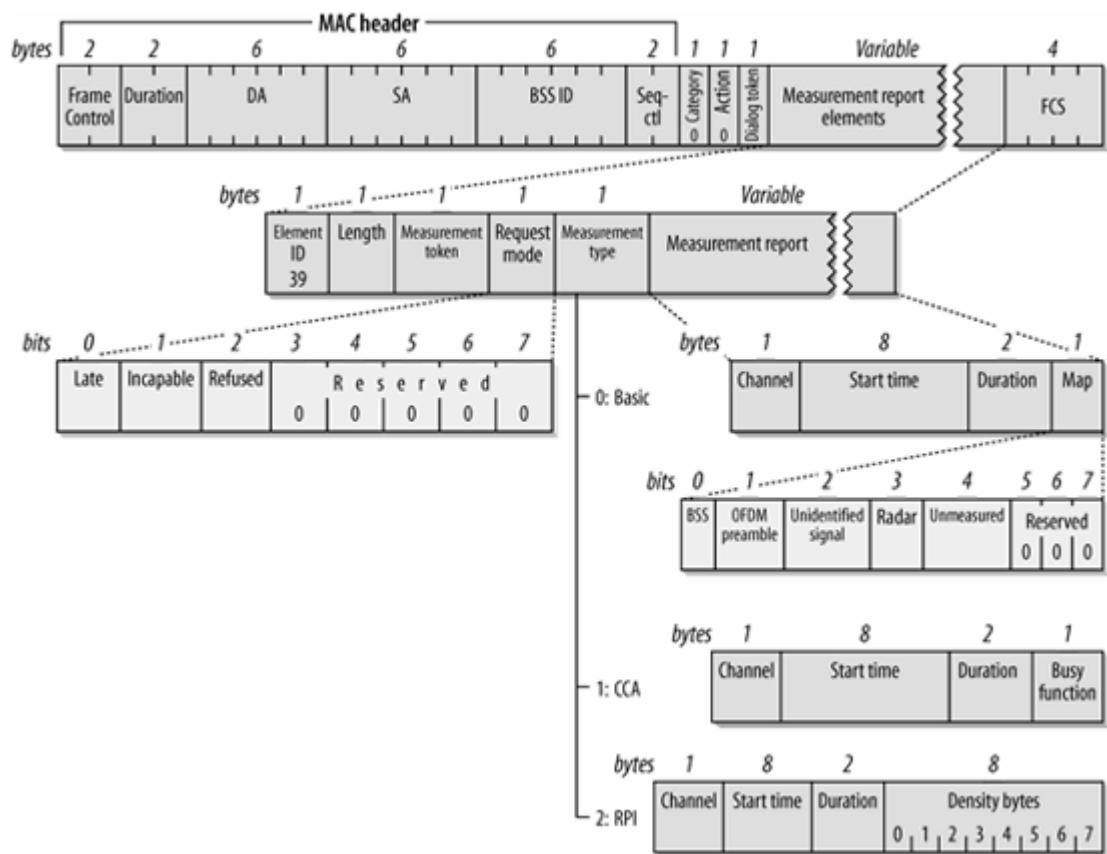 MAC header
bytes 2 2 6 6 6 2 1 1 1 Variable 4
Frame Control Duration DA SA BSS ID Seq-ctl Category 0 Action 0 Dialog token Measurement report elements FCS
bytes 1 1 1 1 1 Variable
Element ID 39 Length Measurement token Request mode Measurement type Measurement report
bits 0 1 2 3 4 5 6 7
Late Incapable Refused Reserved
0 0 0 0 0
0: Basic
bytes 1 8 2 1
Channel Start time Duration Map
bits 0 1 2 3 4 5 6 7
BSS OFDM preamble Unidentified signal Radar Unmeasured Reserved
0 0 0
1: CCA
bytes 1 8 2 1
Channel Start time Duration Busy function
2: RPI
bytes 1 8 2 8
Channel Start time Duration Density bytes
0 1 2 3 4 5 6 7